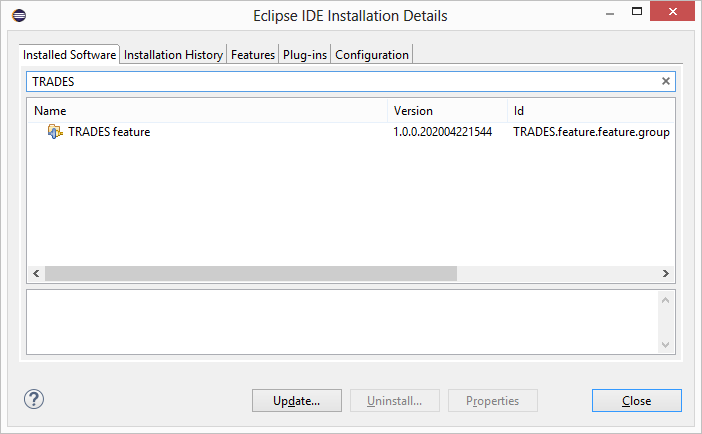 Eclipse IDE Installation Details
Installed Software Installation History Features Plug-ins Configuration
TRADES
Name Version Id
TRADES feature 1.0.0.202004221544 TRADES.feature.feature.group
? Update... Uninstall... Properties Close